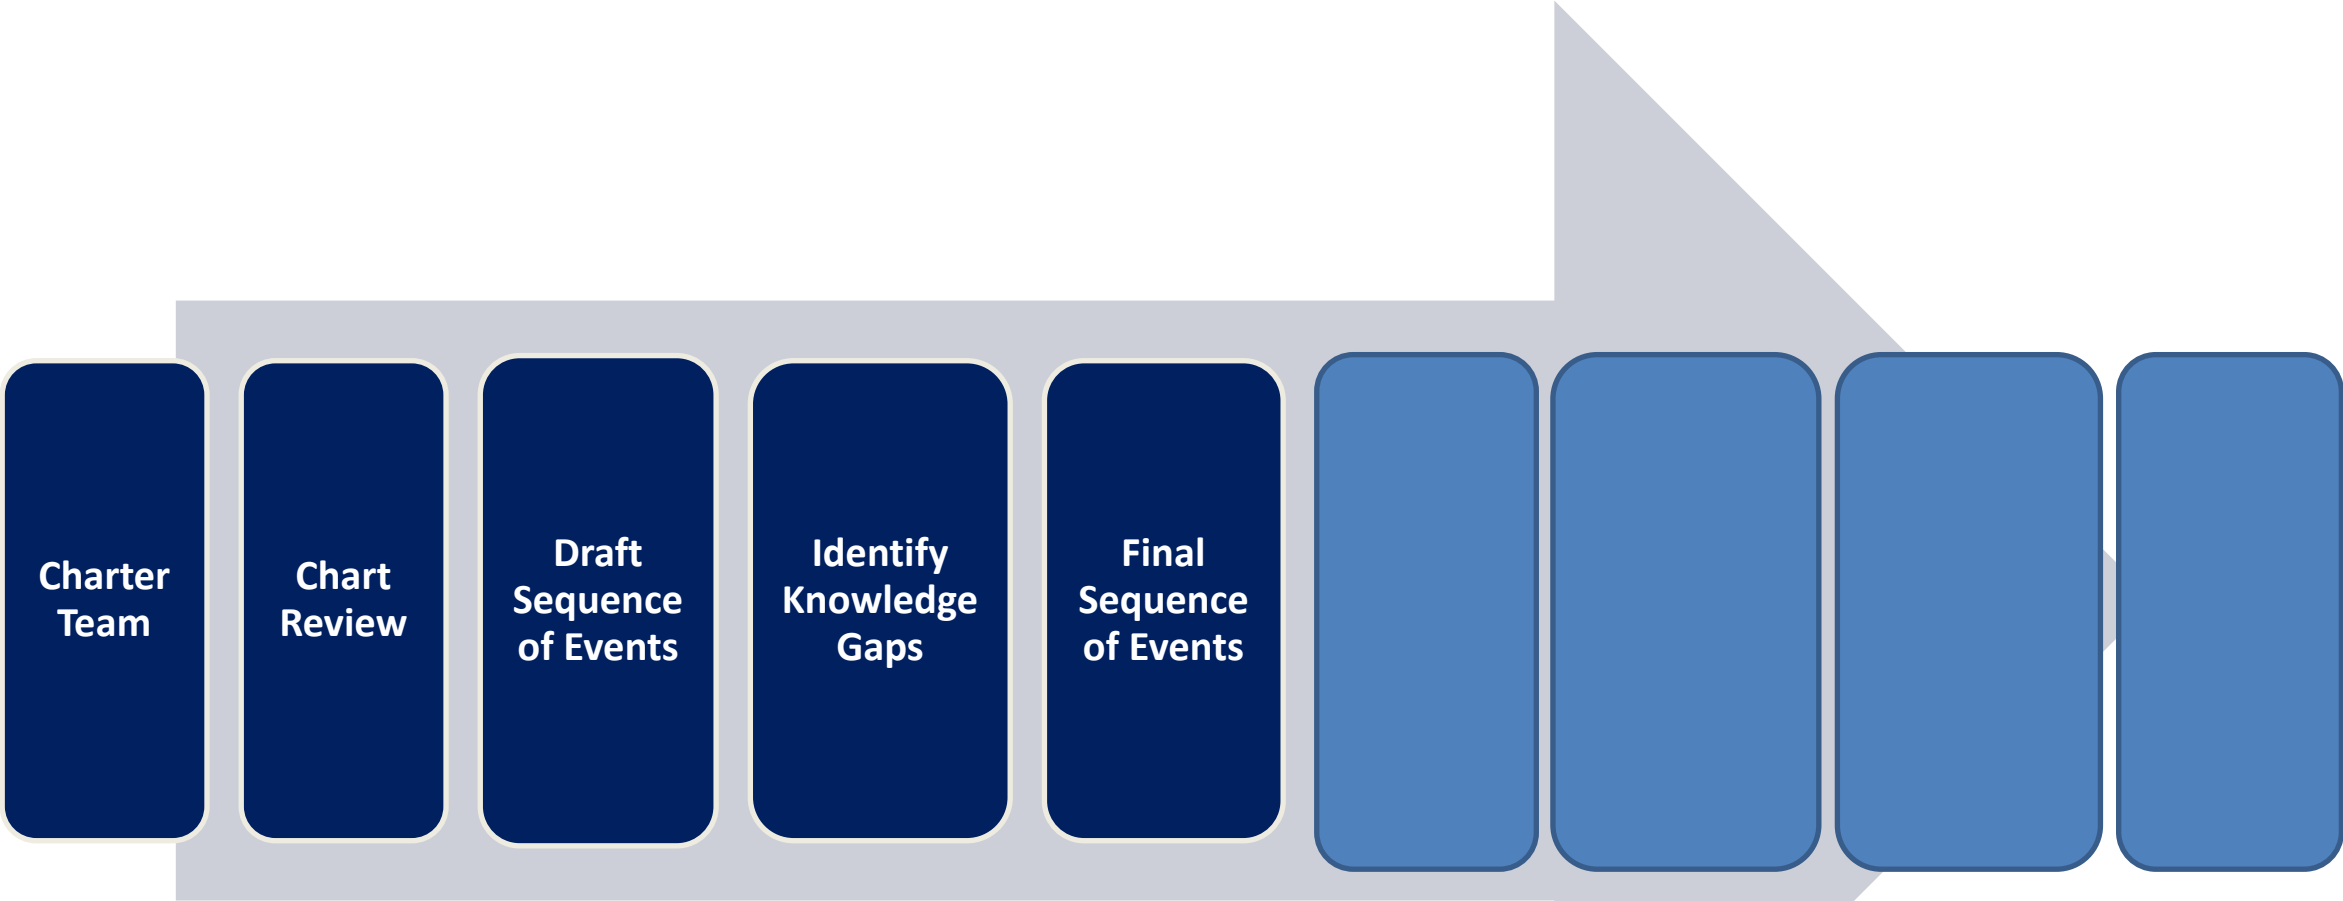 Charter
Team
Chart
Review
Draft
Sequence
of Events
Identify
Knowledge
Gaps
Final
Sequence
of Events